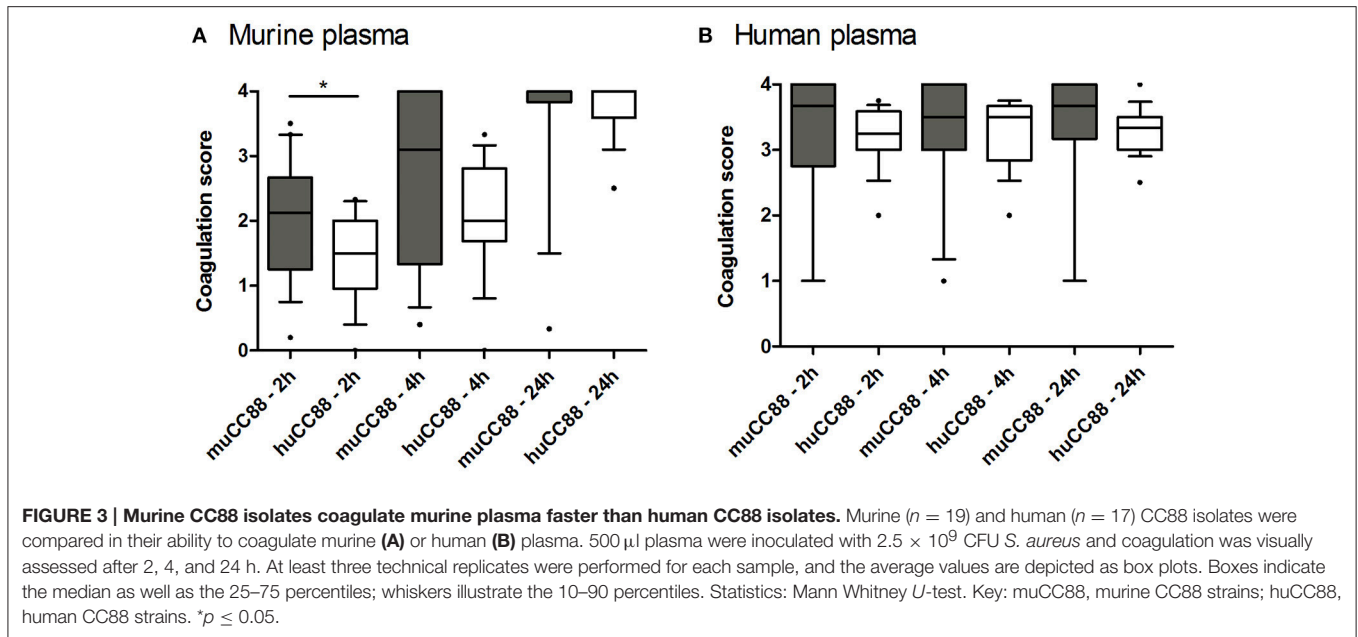 A Murine plasma
B Human plasma
*
Coagulation score
4
3
2
1
0
muCC88 - 2h
huCC88 - 2h
muCC88 - 4h
huCC88 - 4h
muCC88 - 24h
huCC88 - 24h
Coagulation score
4
3
2
1
0
muCC88 - 2h
huCC88 - 2h
muCC88 - 4h
huCC88 - 4h
muCC88 - 24h
huCC88 - 24h
FIGURE 3 | Murine CC88 isolates coagulate murine plasma faster than human CC88 isolates. Murine (n = 19) and human (n = 17) CC88 isolates were
compared in their ability to coagulate murine (A) or human (B) plasma. 500 μl plasma were inoculated with 2.5 × 10⁹ CFU S. aureus and coagulation was visually
assessed after 2, 4, and 24 h. At least three technical replicates were performed for each sample, and the average values are depicted as box plots. Boxes indicate
the median as well as the 25–75 percentiles; whiskers illustrate the 10–90 percentiles. Statistics: Mann Whitney U-test. Key: muCC88, murine CC88 strains; huCC88,
human CC88 strains. *p ≤ 0.05.